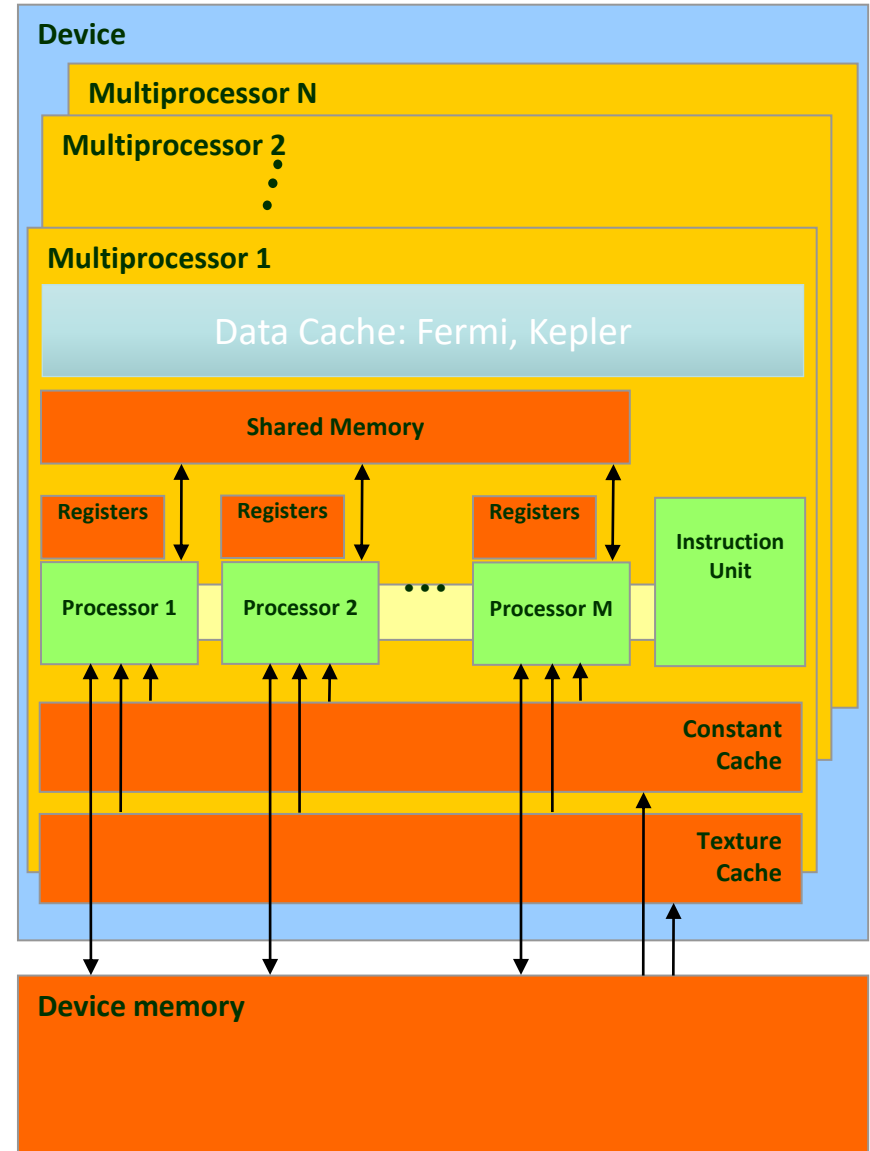 Device
Multiprocessor N
Multiprocessor 2
Multiprocessor 1
Data Cache: Fermi, Kepler
Shared Memory
Registers
Registers
Registers
Instruction
Unit
Processor 1
Processor 2
...
Processor M
Constant
Cache
Texture
Cache
Device memory